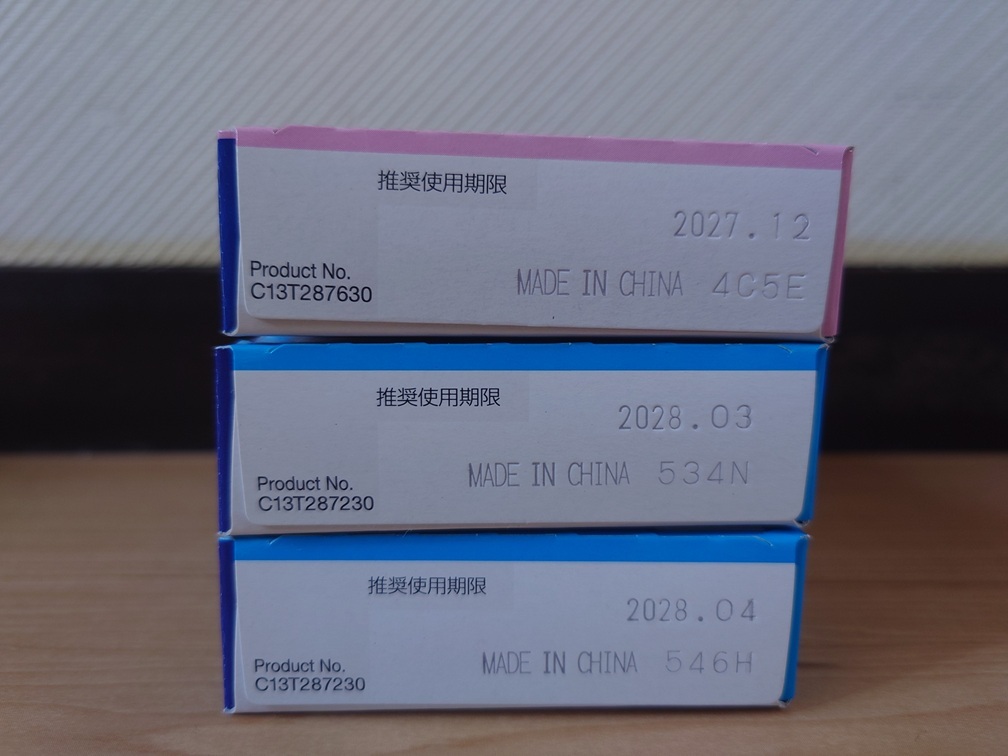 推奨使用期限
2027.12
Product No.
C13T287630
MADE IN CHINA 4C5E
推奨使用期限
2028.03
MADE IN CHINA 534N
Product No.
C13T287230
推奨使用期限
2028.04
MADE IN CHINA 546H
Product No.
C13T287230